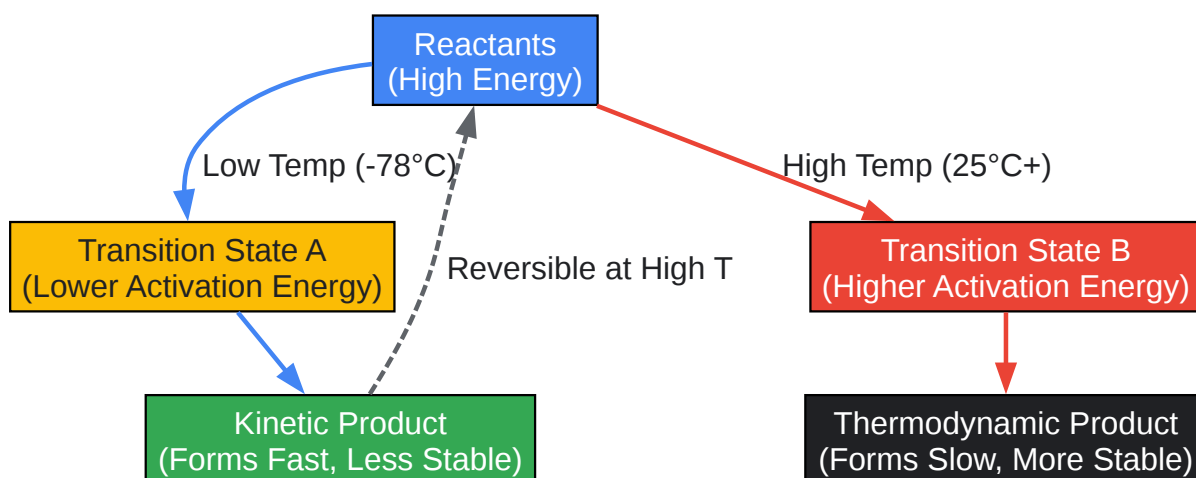 Reactants
(High Energy)
Low Temp (-78°C)
High Temp (25°C+)
Transition State A
(Lower Activation Energy)
Reversible at High T
Transition State B
(Higher Activation Energy)
Kinetic Product
(Forms Fast, Less Stable)
Thermodynamic Product
(Forms Slow, More Stable)